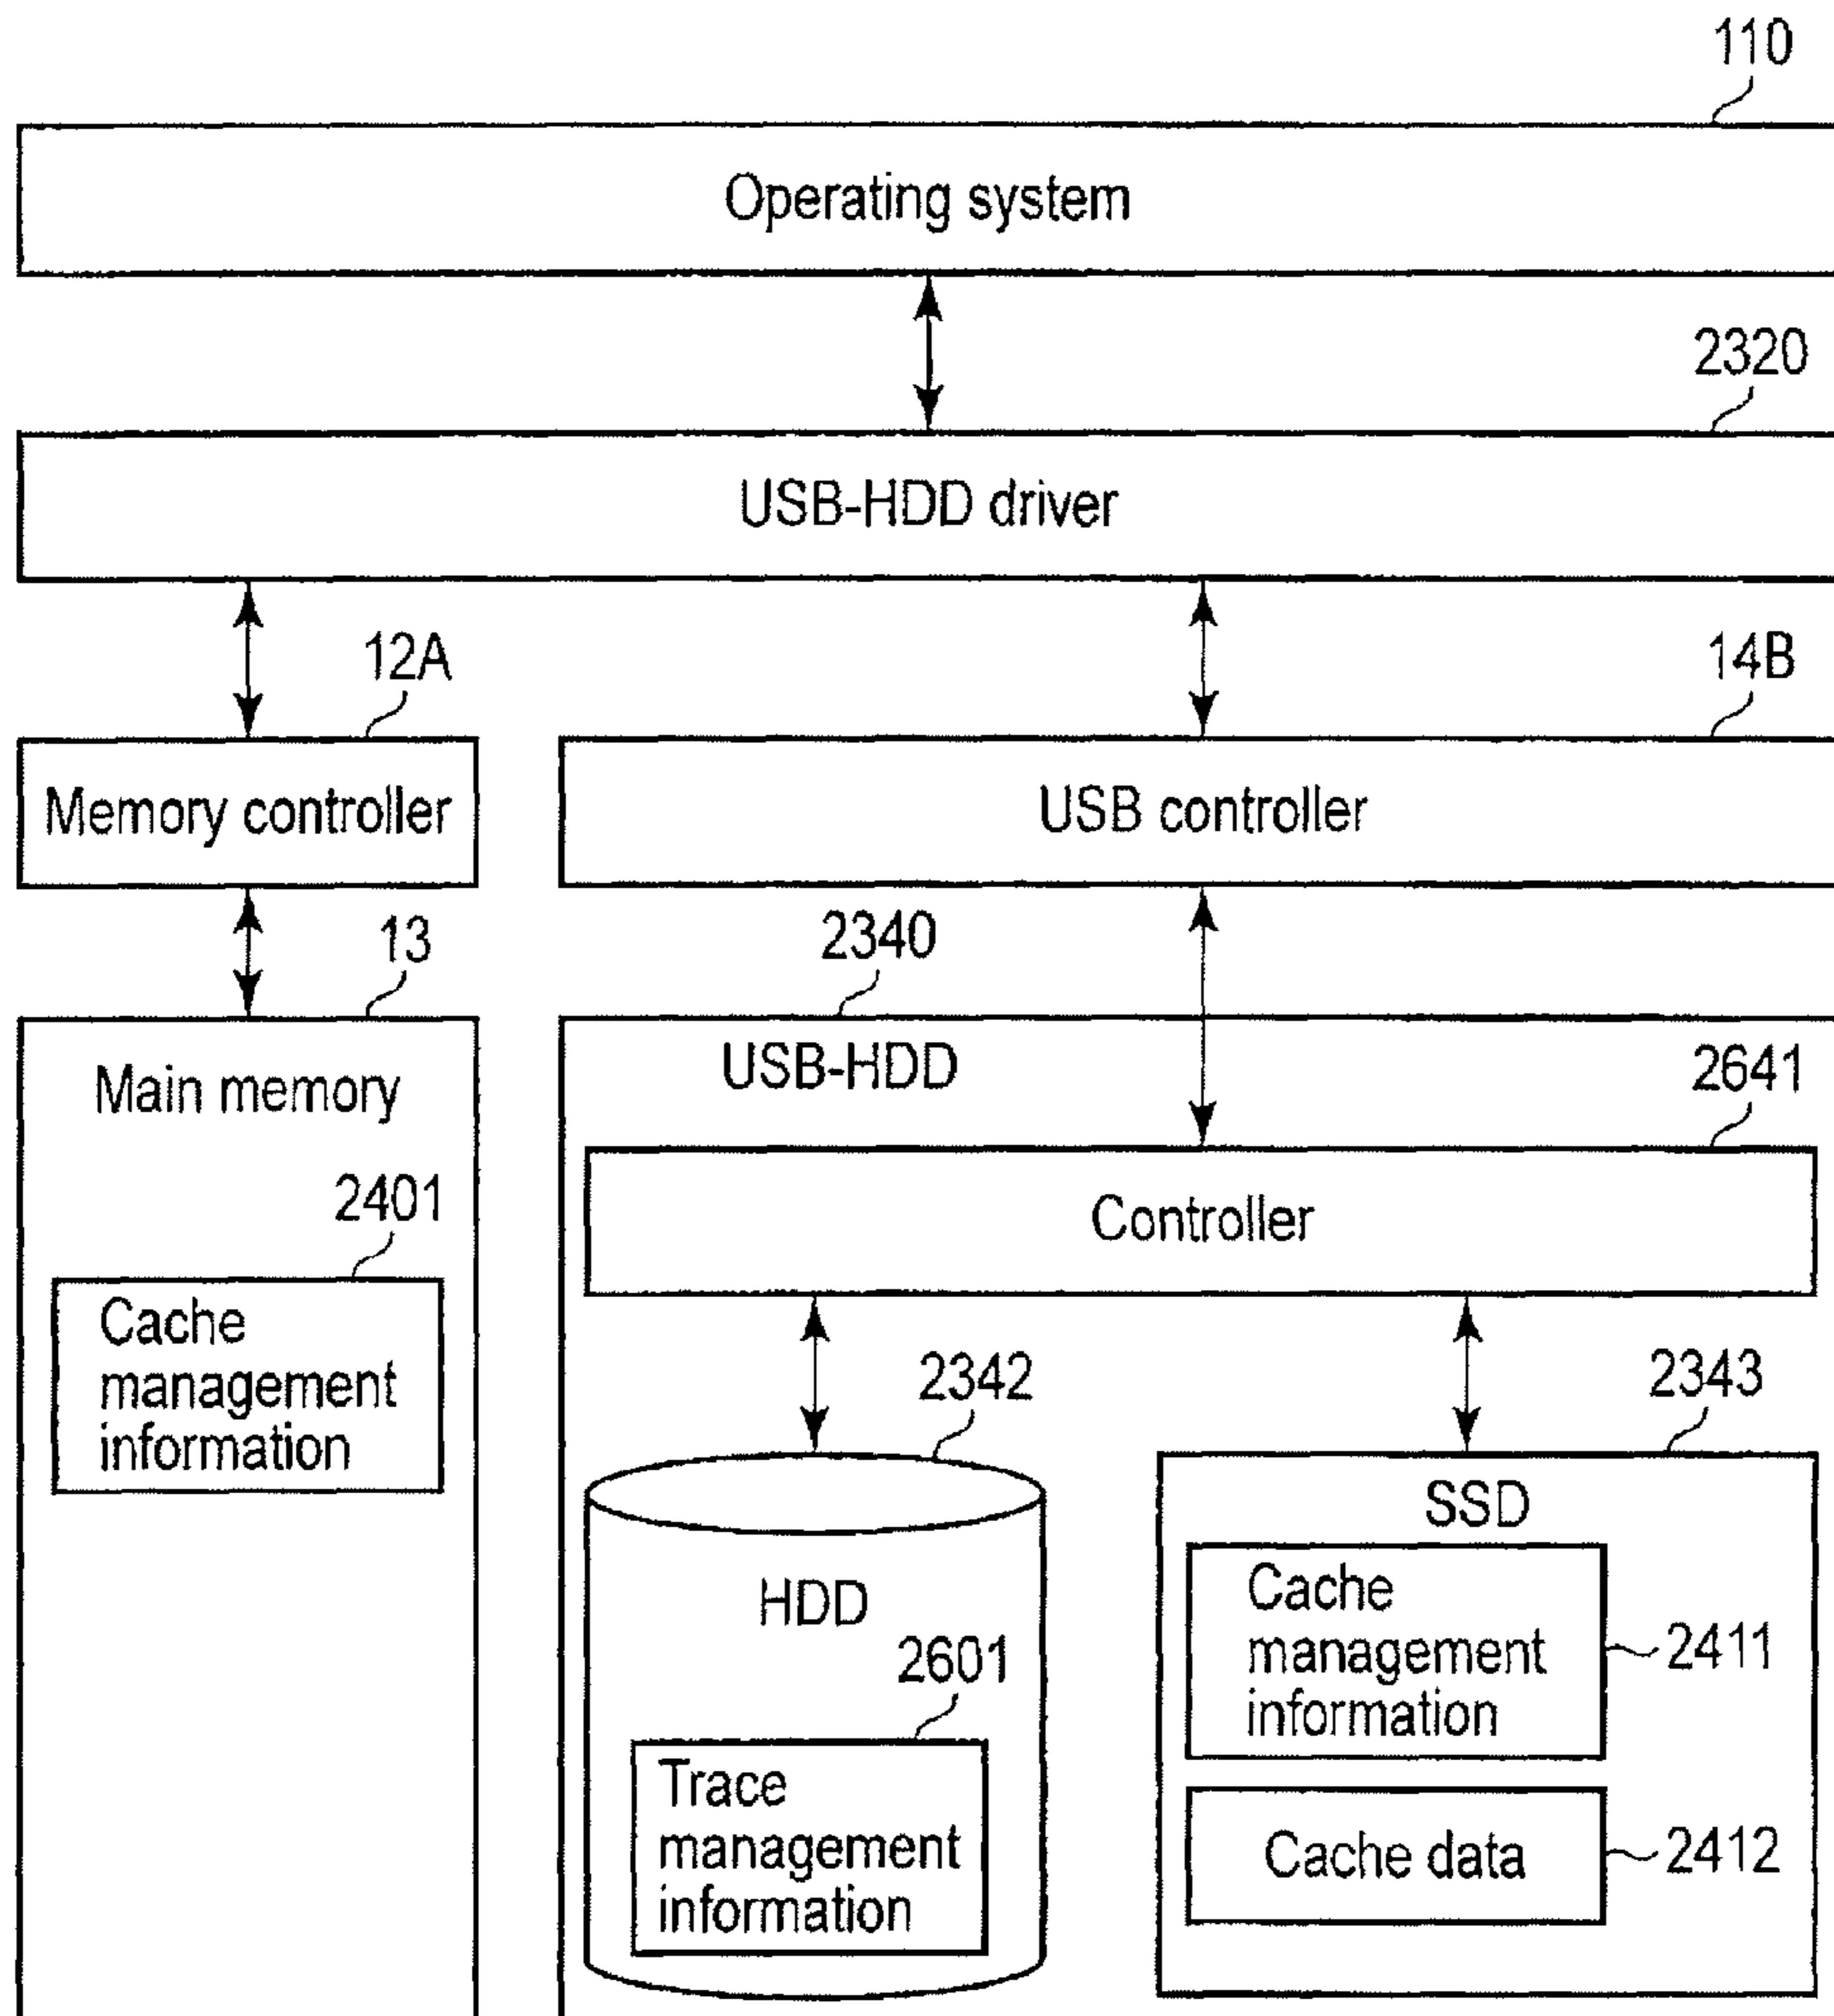 110
Operating system
2320
USB-HDD driver
12A
14B
Memory controller
USB controller
13
2340
Main memory
USB-HDD
2641
2401
Controller
Cache
management
information
2342
2343
SSD
HDD
Cache
management
information
2411
2601
Trace
management
information
Cache data
2412